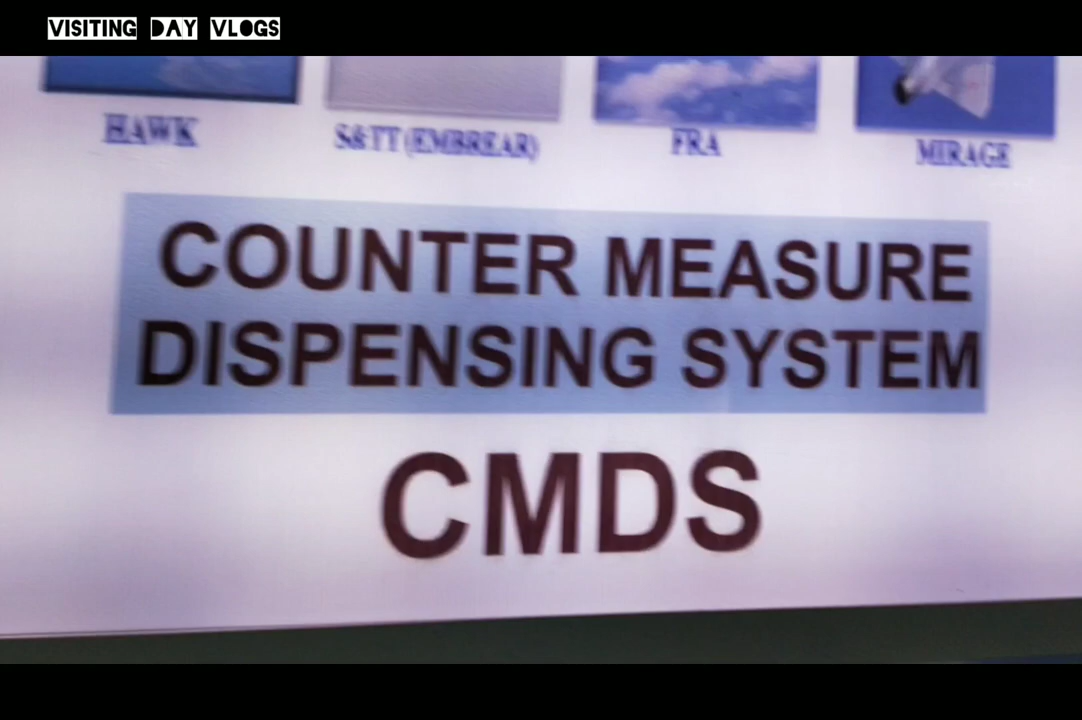 VISITING DAY VLOGS
HAWK
S&TT (EMBREAR)
FRA
MIRAGE
COUNTER MEASURE
DISPENSING SYSTEM
CMDS